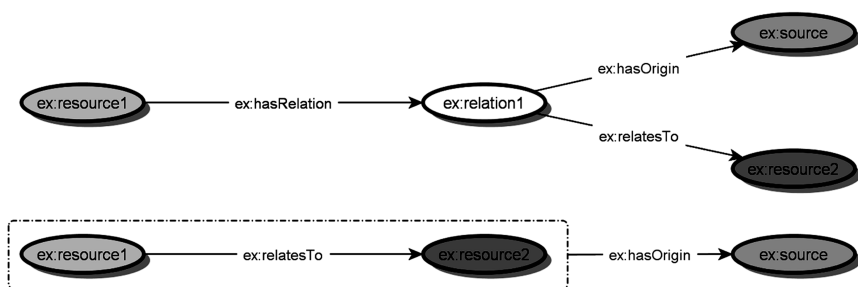 ex:source
ex:hasOrigin
ex:resource1 ex:hasRelation ex:relation1
ex:relatesTo
ex:resource2
ex:resource1 ex:relatesTo ex:resource2 ex:hasOrigin ex:source